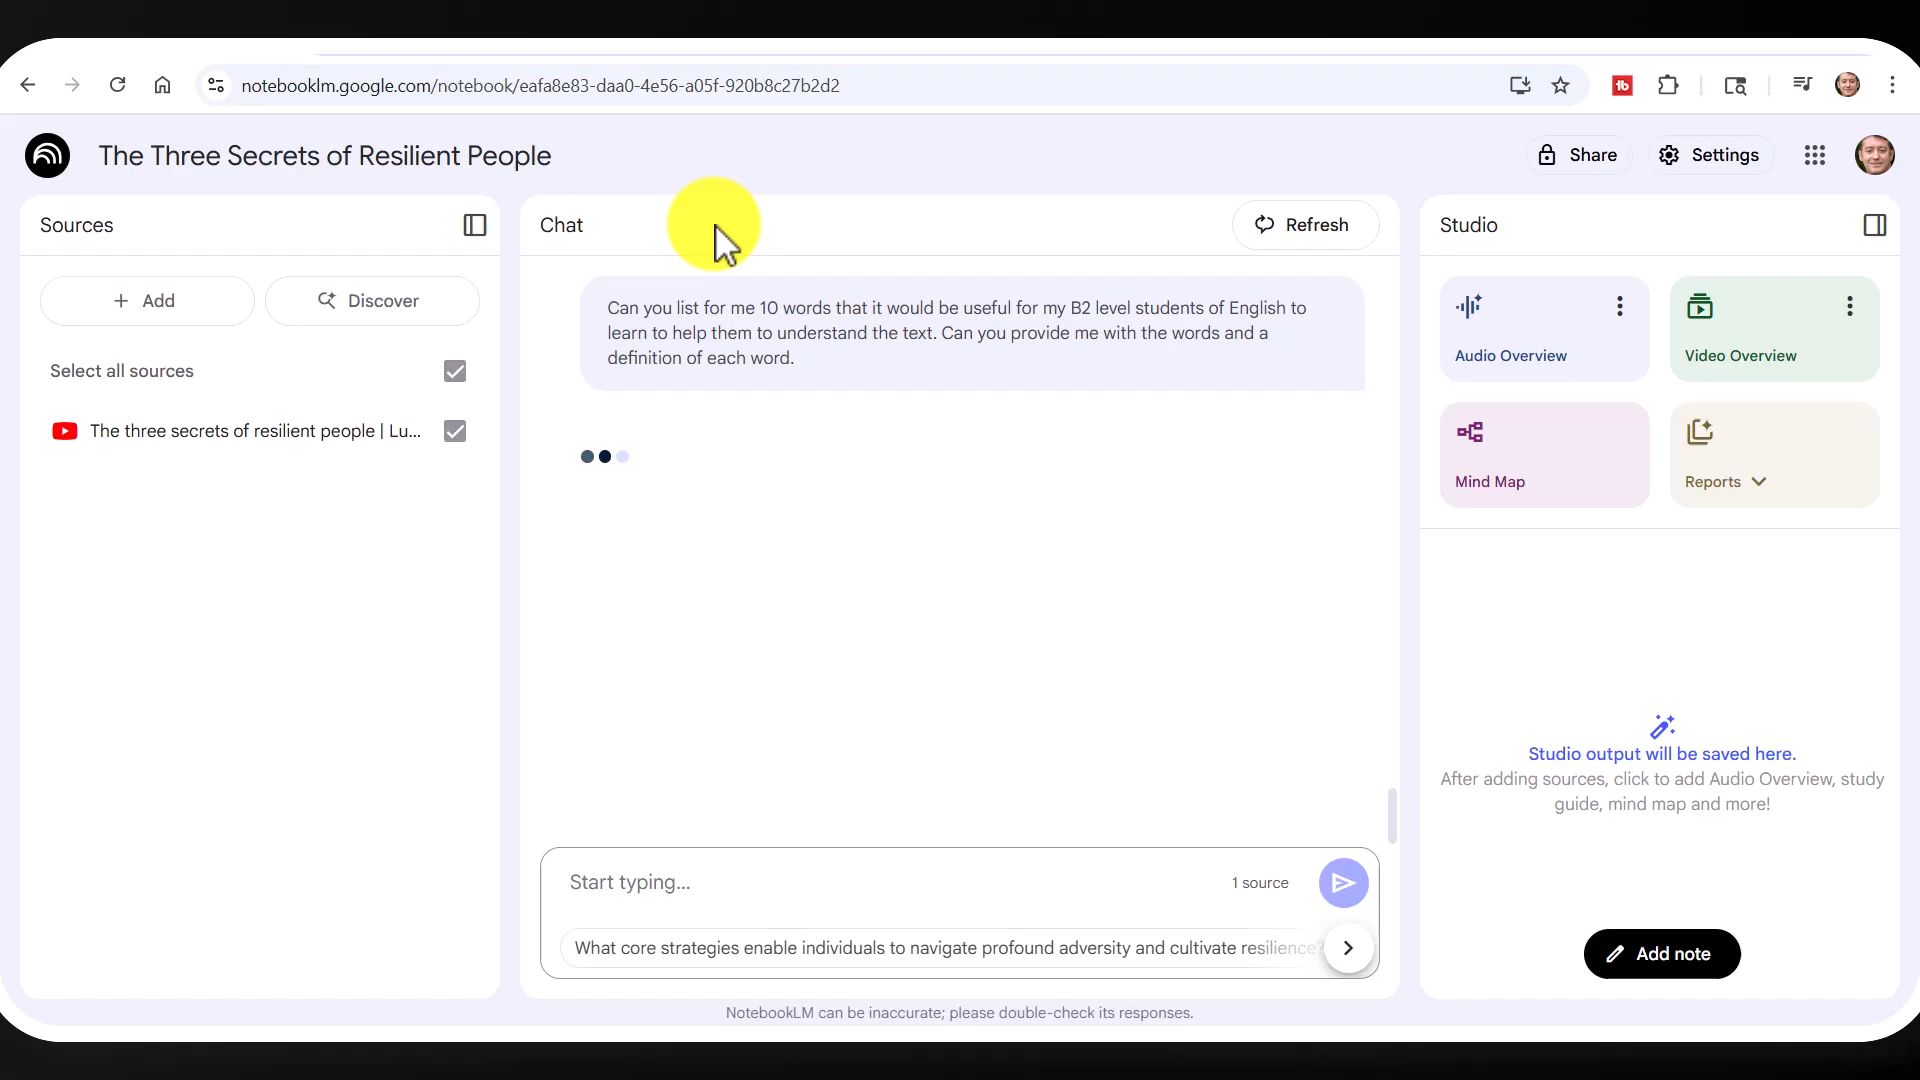 notebooklm.google.com/notebook/eafa8e83-daa0-4e56-a05f-920b8c27b2d2
tb
The Three Secrets of Resilient People
Share
Settings
Sources
Add
Discover
Select all sources
The three secrets of resilient people | Lu...
Chat
Refresh
Can you list for me 10 words that it would be useful for my B2 level students of English to
learn to help them to understand the text. Can you provide me with the words and a
definition of each word.
Start typing...
1 source
What core strategies enable individuals to navigate profound adversity and cultivate resilience?
NotebookLM can be inaccurate; please double-check its responses.
Studio
Audio Overview
Video Overview
Mind Map
Reports
Studio output will be saved here.
After adding sources, click to add Audio Overview, study
guide, mind map and more!
Add note